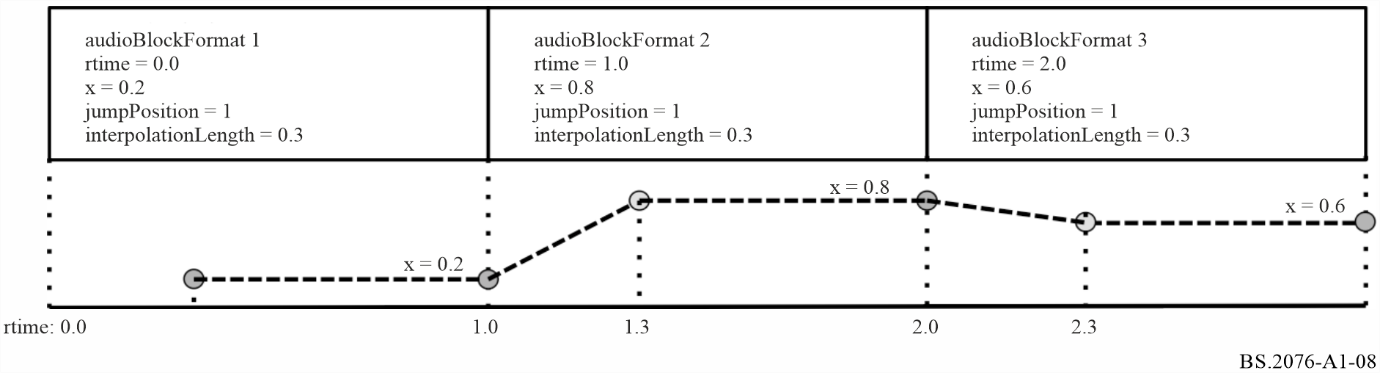 audioBlockFormat 1
rtime = 0.0
x = 0.2
jumpPosition = 1
interpolationLength = 0.3
audioBlockFormat 2
rtime = 1.0
x = 0.8
jumpPosition = 1
interpolationLength = 0.3
audioBlockFormat 3
rtime = 2.0
x = 0.6
jumpPosition = 1
interpolationLength = 0.3
x = 0.2
x = 0.8
x = 0.6
rtime: 0.0 1.0 1.3 2.0 2.3
BS.2076-A1-08